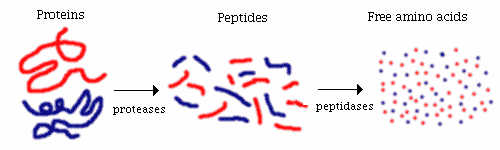 Proteins
Peptides
Free amino acids
proteases
peptidases